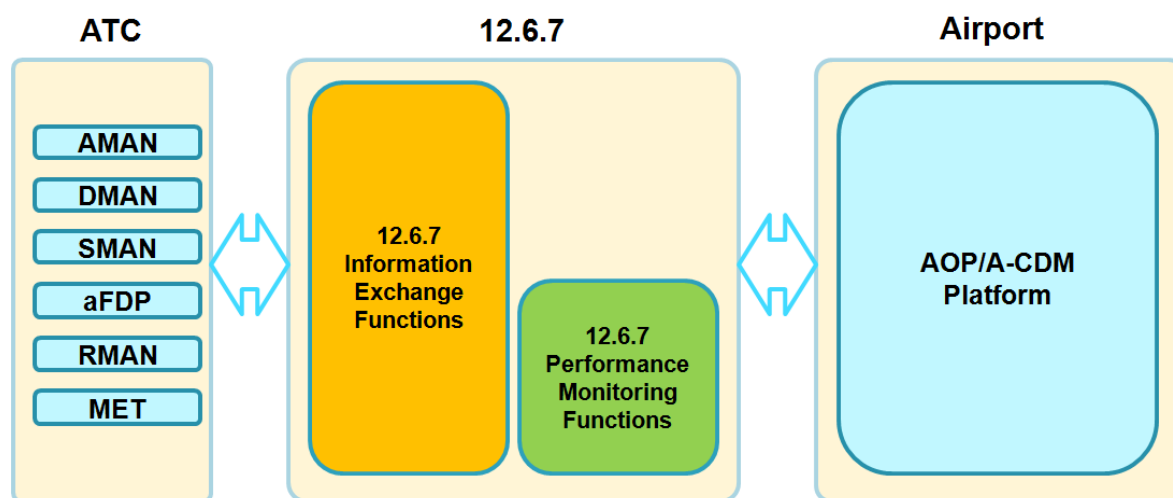 ATC
12.6.7
Airport
AMAN
DMAN
SMAN
aFDP
RMAN
MET
12.6.7
Information
Exchange
Functions
12.6.7
Performance
Monitoring
Functions
AOP/A-CDM
Platform